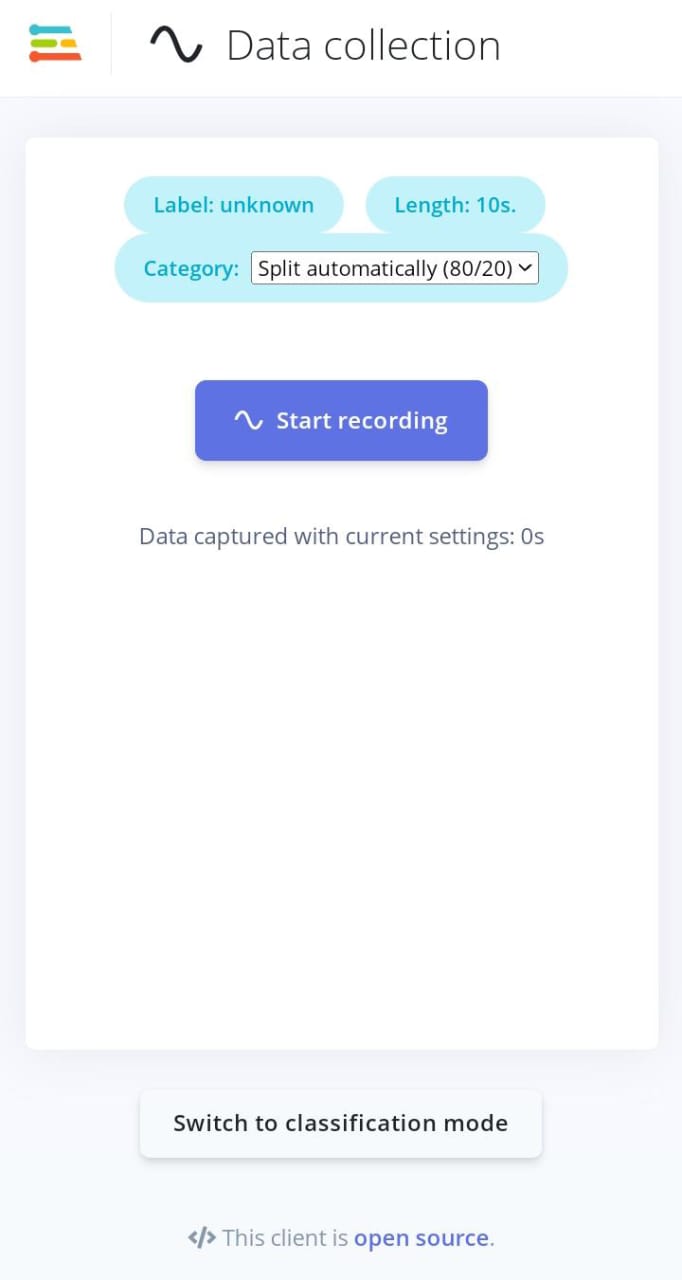 Data collection
Label: unknown
Length: 10s.
Category: Split automatically (80/20)
Start recording
Data captured with current settings: 0s
Switch to classification mode
</> This client is open source.